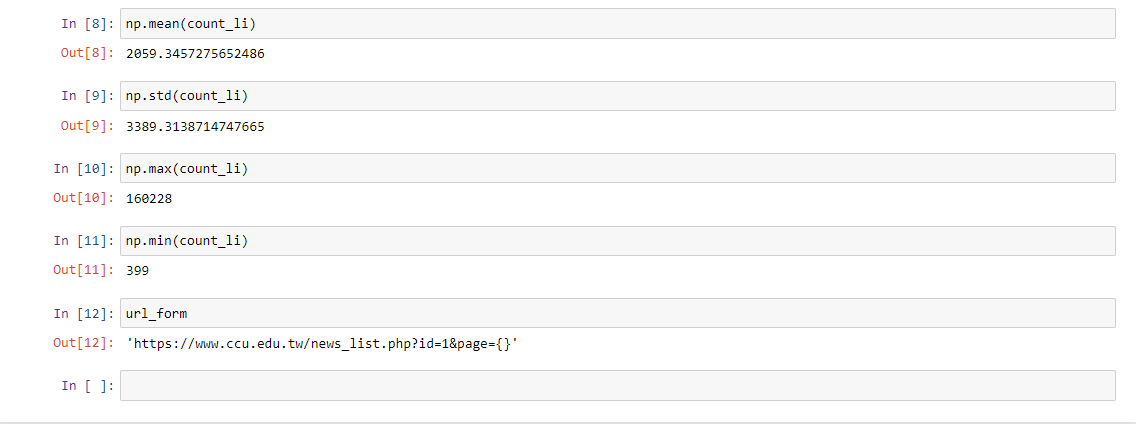 In [8]: np.mean(count_li)
Out[8]: 2059.3457275652486
In [9]: np.std(count_li)
Out[9]: 3389.3138714747665
In [10]: np.max(count_li)
Out[10]: 160228
In [11]: np.min(count_li)
Out[11]: 399
In [12]: url_form
Out[12]: 'https://www.ccu.edu.tw/news_list.php?id=1&page={}'
In [ ]: